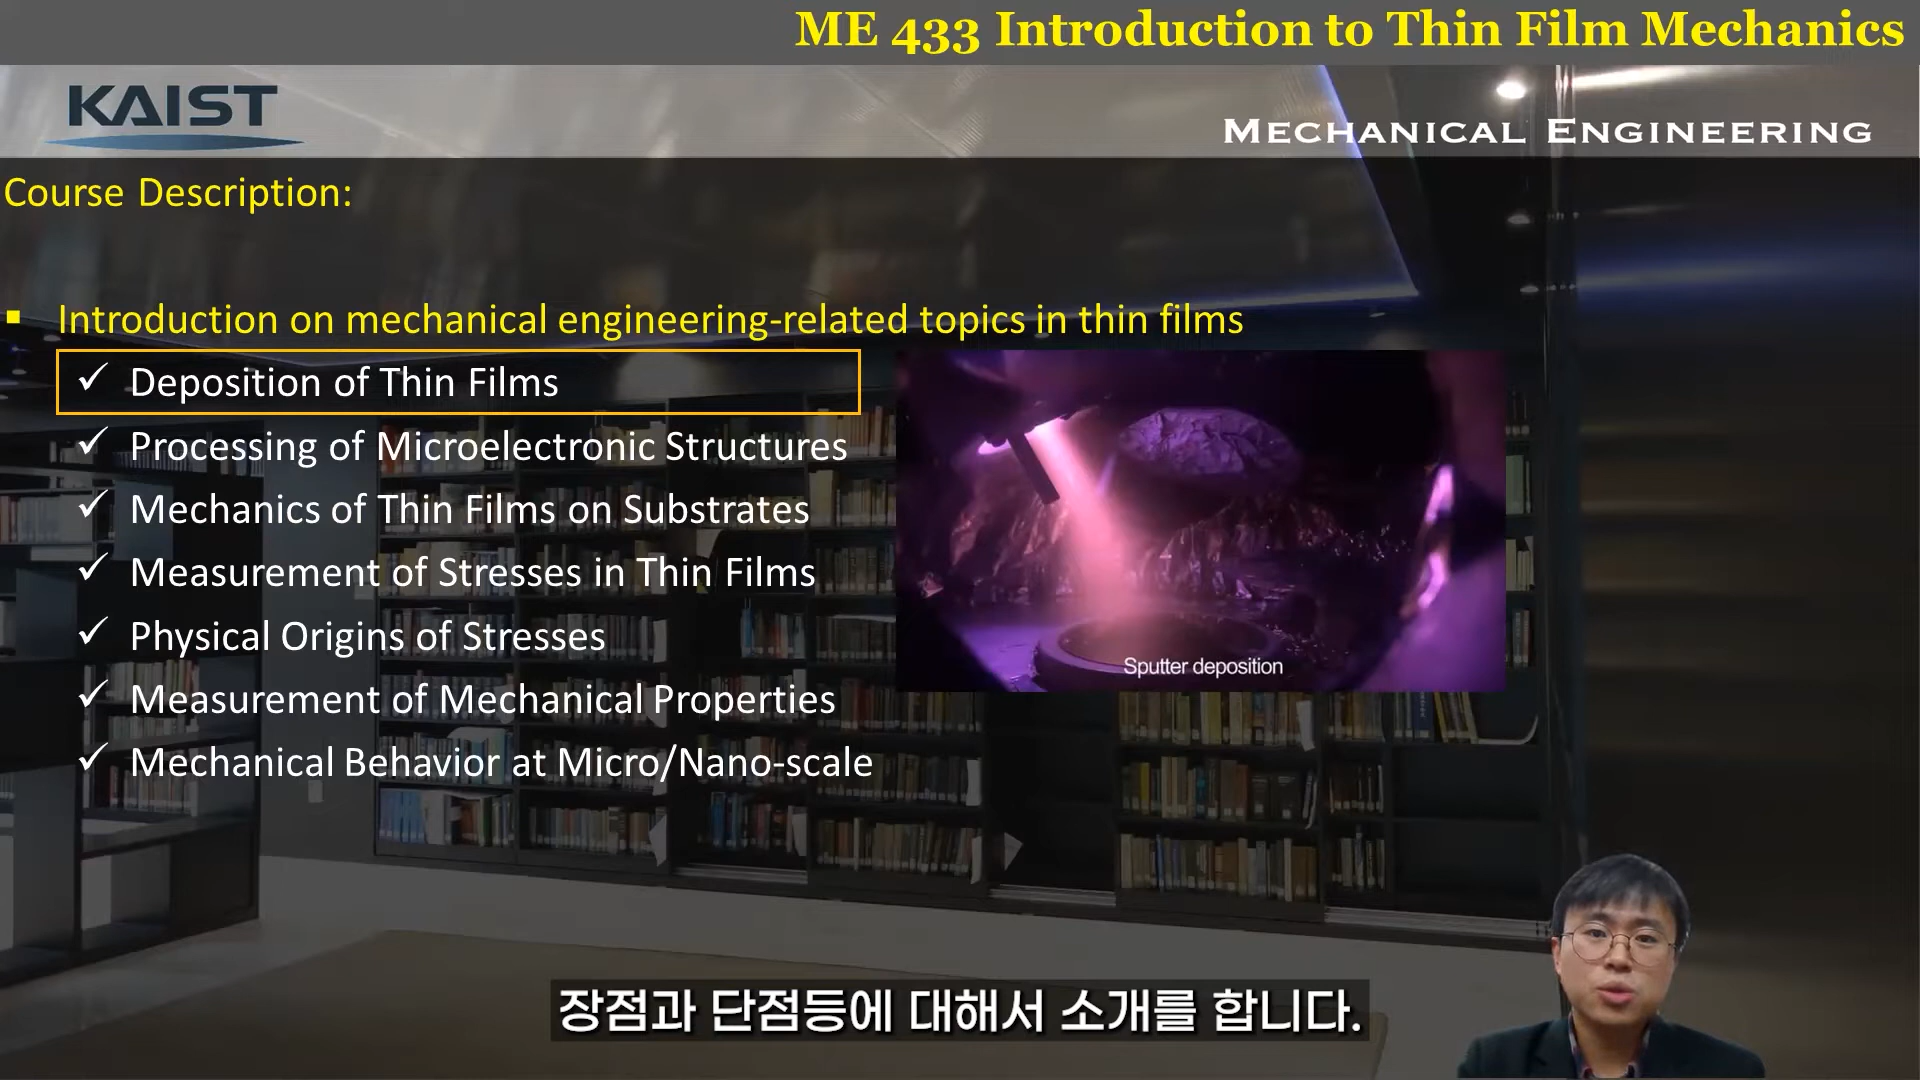 ME 433 Introduction to Thin Film Mechanics
KAIST
MECHANICAL ENGINEERING
Course Description:
▪ Introduction on mechanical engineering-related topics in thin films
✓ Deposition of Thin Films
✓ Processing of Microelectronic Structures
✓ Mechanics of Thin Films on Substrates
✓ Measurement of Stresses in Thin Films
✓ Physical Origins of Stresses
✓ Measurement of Mechanical Properties
✓ Mechanical Behavior at Micro/Nano-scale
Sputter deposition
장점과 단점등에 대해서 소개를 합니다.